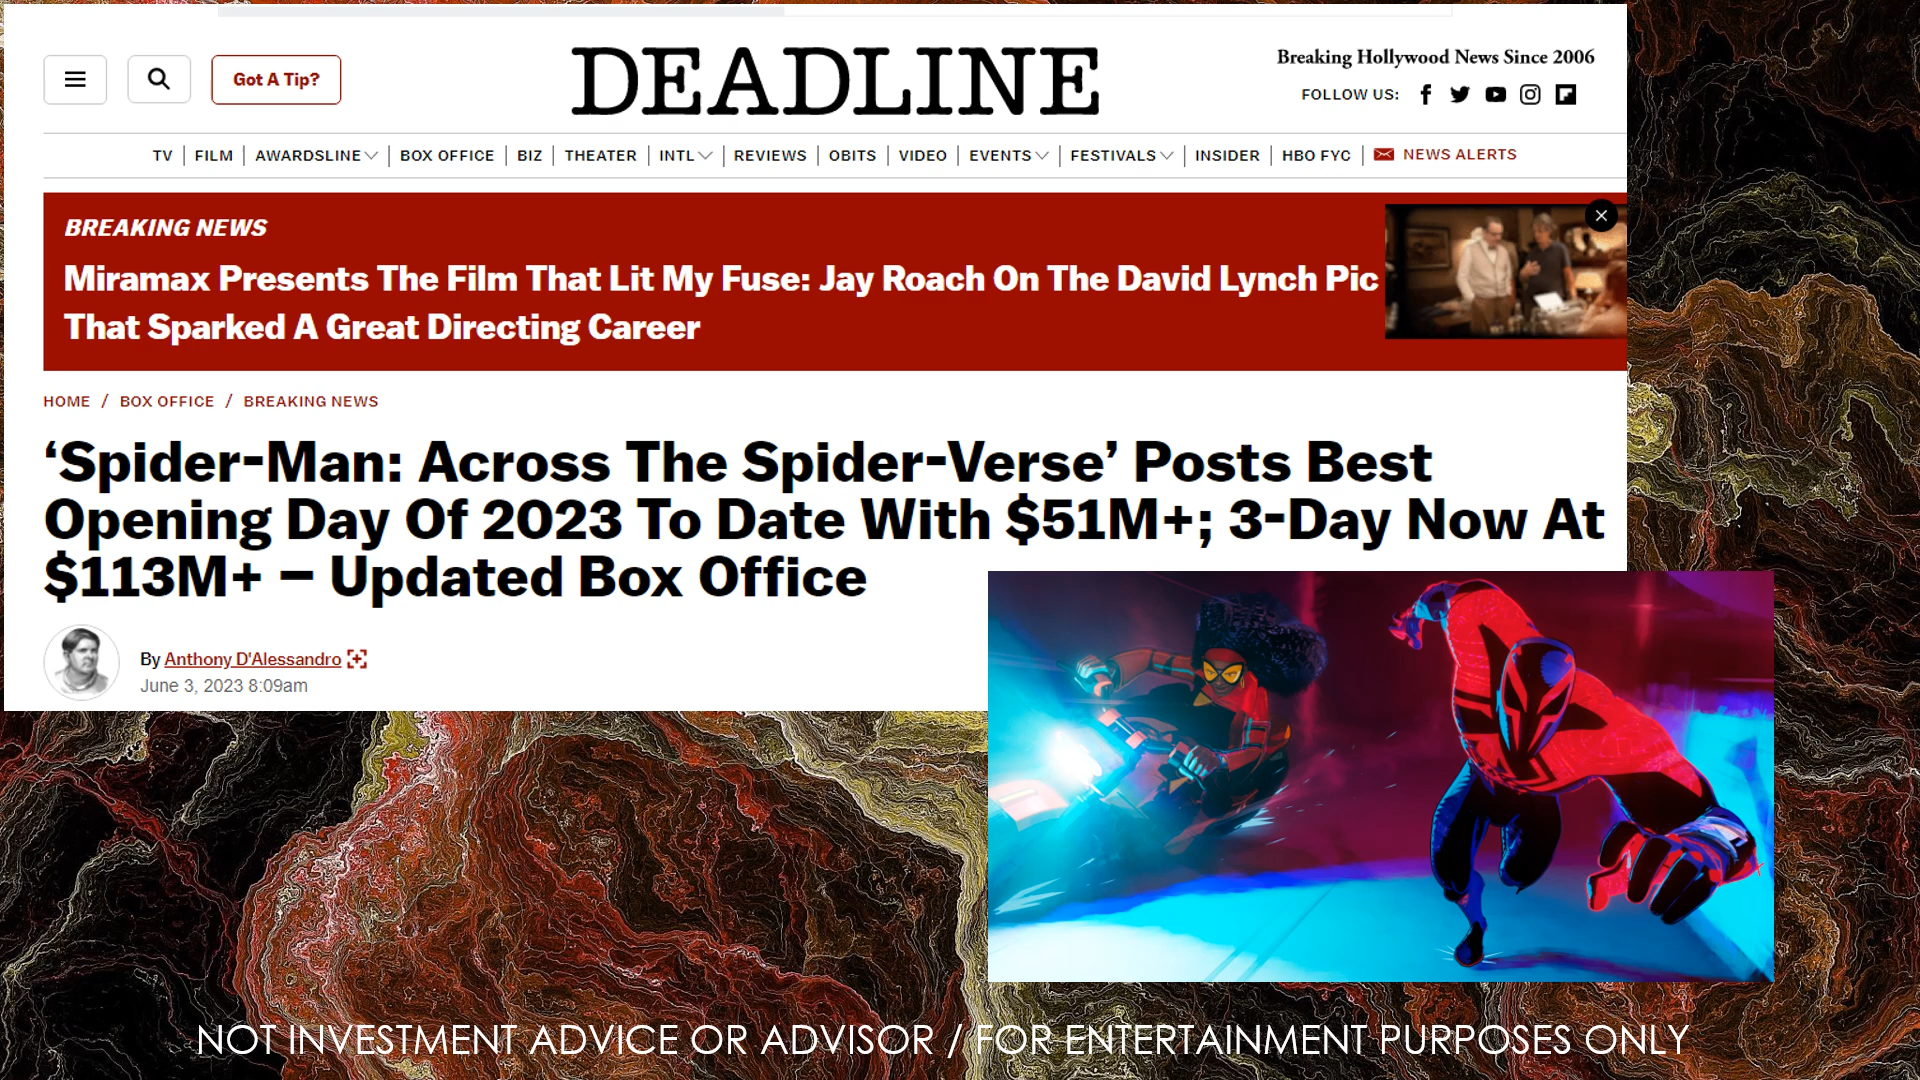 Got A Tip?
DEADLINE
Breaking Hollywood News Since 2006
FOLLOW US:
TV | FILM | AWARDSLINE | BOX OFFICE | BIZ | THEATER | INTL | REVIEWS | OBITS | VIDEO | EVENTS | FESTIVALS | INSIDER | HBO FYC | NEWS ALERTS
BREAKING NEWS
Miramax Presents The Film That Lit My Fuse: Jay Roach On The David Lynch Pic
That Sparked A Great Directing Career
HOME / BOX OFFICE / BREAKING NEWS
‘Spider-Man: Across The Spider-Verse’ Posts Best
Opening Day Of 2023 To Date With $51M+; 3-Day Now At
$113M+ – Updated Box Office
By Anthony D'Alessandro
June 3, 2023 8:09am
NOT INVESTMENT ADVICE OR ADVISOR / FOR ENTERTAINMENT PURPOSES ONLY